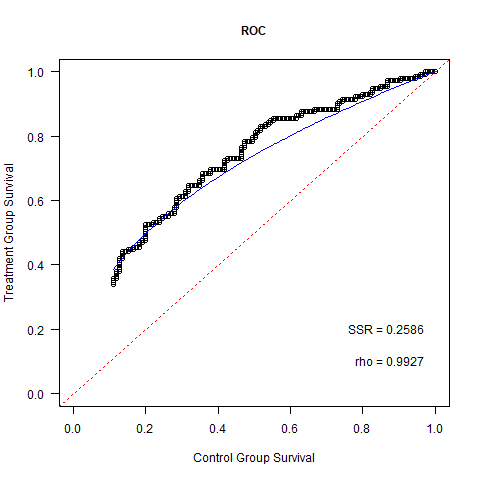 ROC
Treatment Group Survival
1.0
0.8
0.6
0.4
0.2
0.0
SSR = 0.2586
rho = 0.9927
0.0 0.2 0.4 0.6 0.8 1.0
Control Group Survival